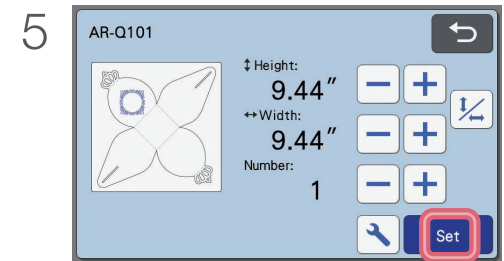 5
AR-Q101
↕Height:
9.44″
↔Width:
9.44″
Number:
1
Set